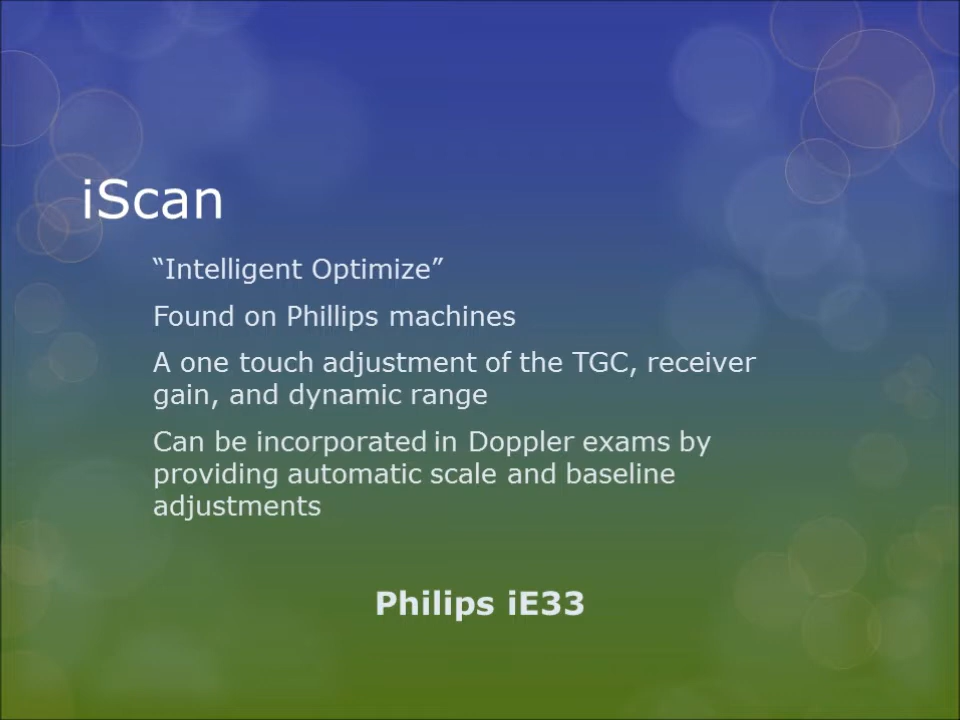 iScan
“Intelligent Optimize”
Found on Phillips machines
A one touch adjustment of the TGC, receiver
gain, and dynamic range
Can be incorporated in Doppler exams by
providing automatic scale and baseline
adjustments
Philips iE33